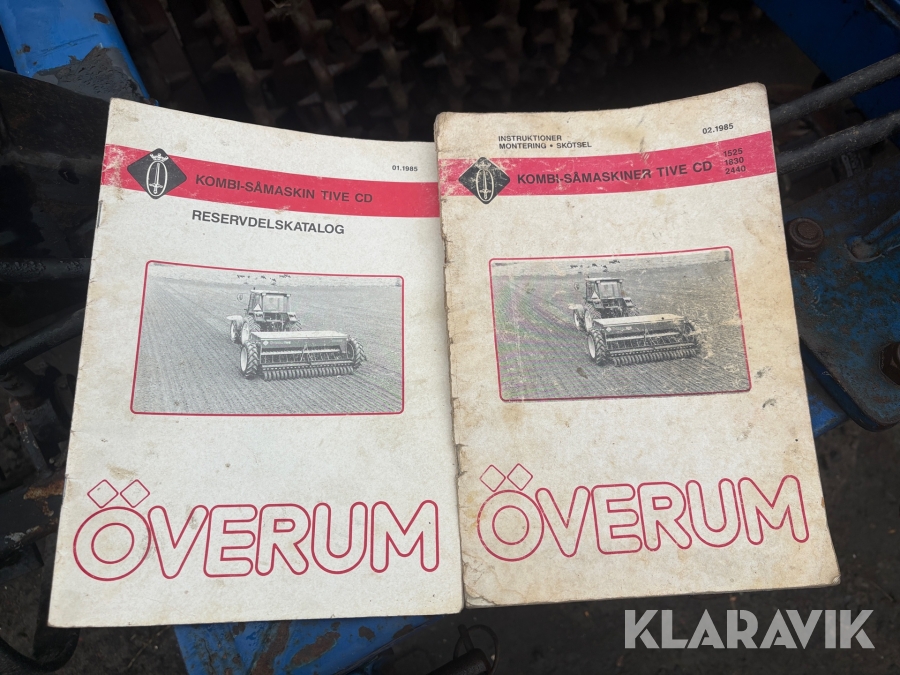 01.1985
KOMBI-SÅMASKIN TIVE CD
RESERVDELSKATALOG
ÖVERUM
INSTRUKTIONER
MONTERING • SKÖTSEL
02.1985
KOMBI-SÅMASKINER TIVE CD
1525
1830
2440
ÖVERUM
KLARAVIK